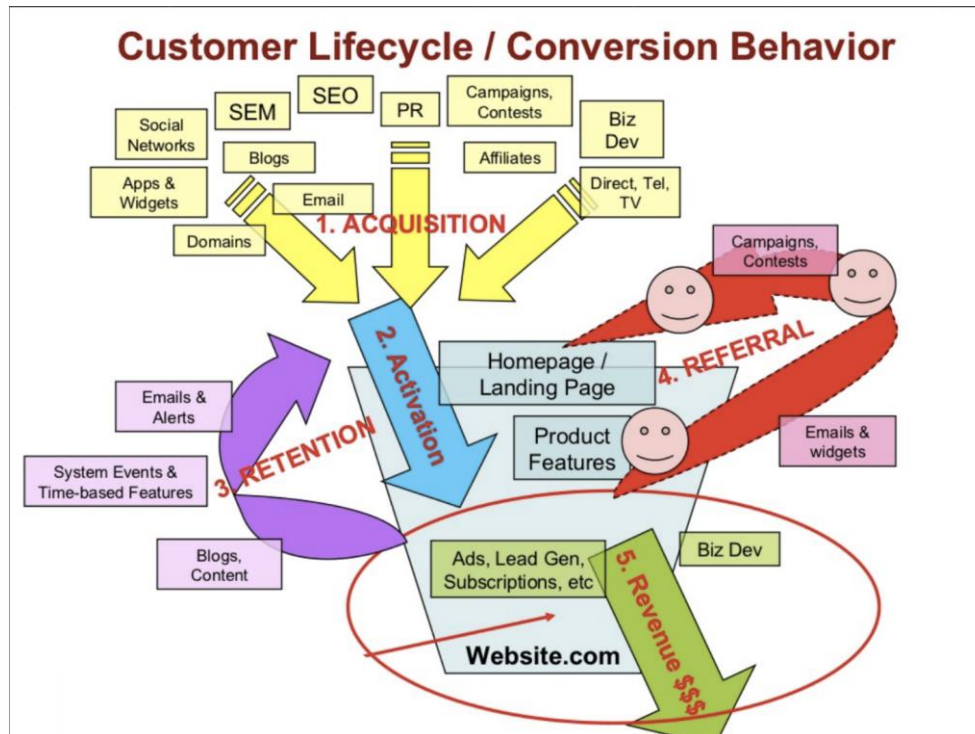 Customer Lifecycle / Conversion Behavior
SEM
SEO
PR
Campaigns,
Contests
Biz
Dev
Social
Networks
Blogs
Affiliates
Apps &
Widgets
Email
Direct, Tel,
TV
Domains
1. ACQUISITION
Campaigns,
Contests
2. Activation
Homepage /
Landing Page
4. REFERRAL
Emails &
Alerts
3. RETENTION
Product
Features
Emails &
widgets
System Events &
Time-based Features
Blogs,
Content
Ads, Lead Gen,
Subscriptions, etc
5. Revenue $$$
Biz Dev
Website.com